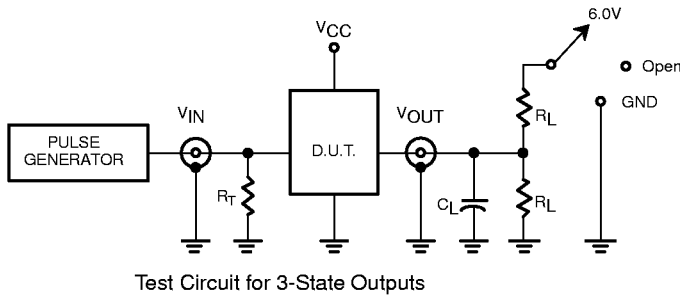 6.0V
VCC
Open
VIN
VOUT
RL
GND
PULSE
GENERATOR
D.U.T.
RT
CL
RL
Test Circuit for 3-State Outputs